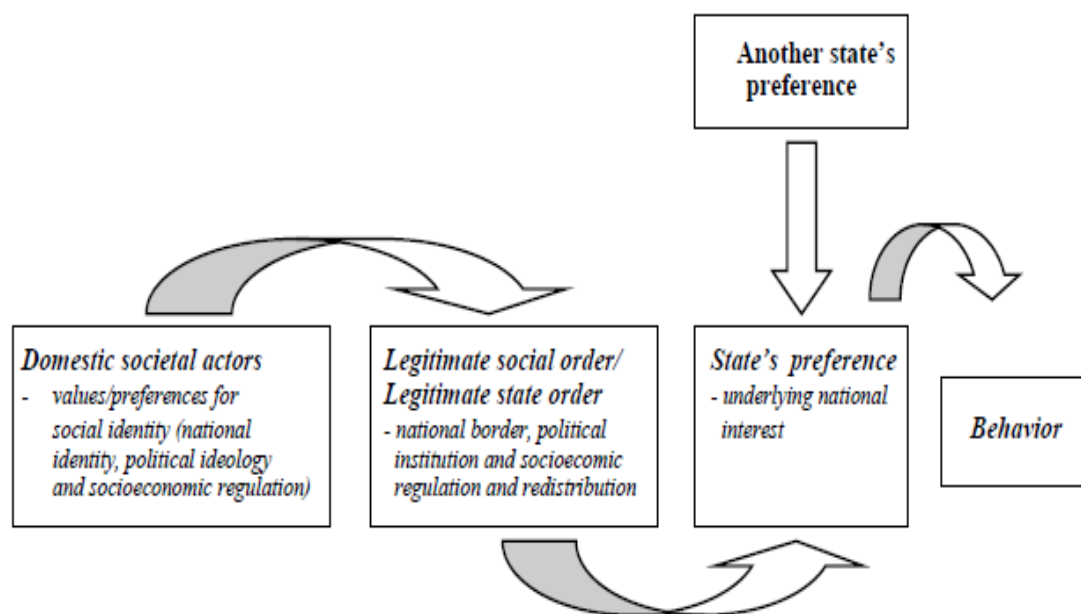 Another state’s
preference
Domestic societal actors
- values/preferences for
social identity (national
identity, political ideology
and socioeconomic regulation)
Legitimate social order/
Legitimate state order
- national border, political
institution and socioecomic
regulation and redistribution
State’s preference
- underlying national
interest
Behavior